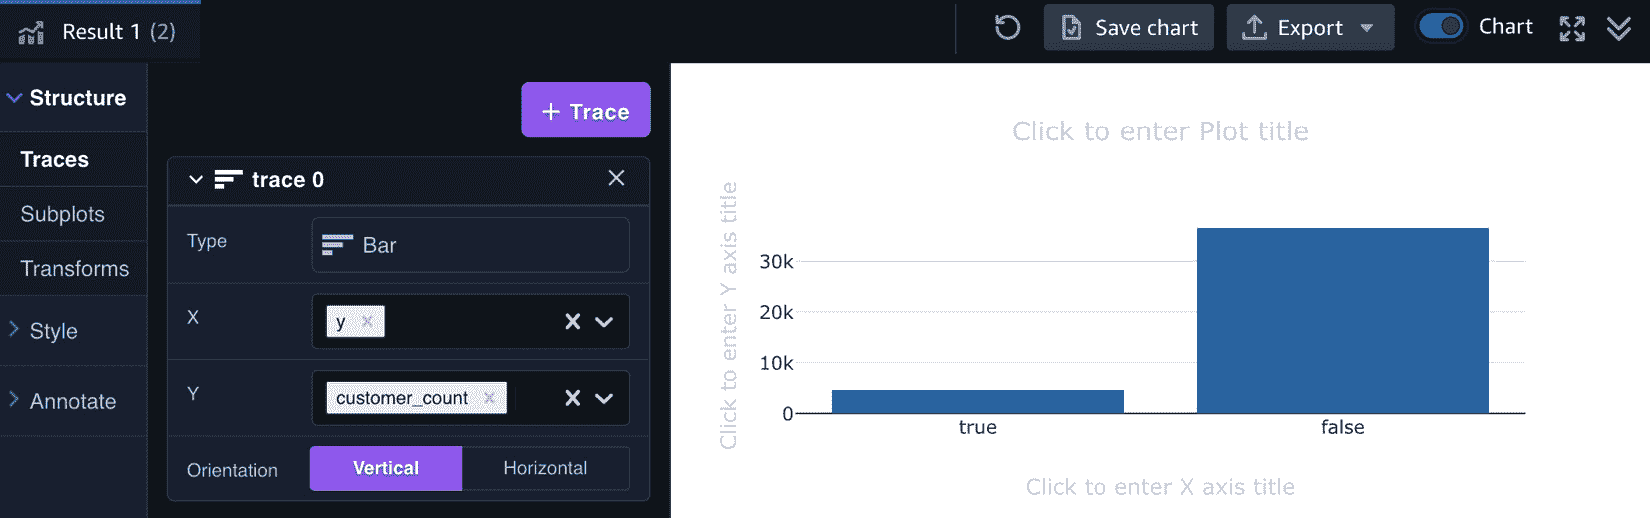 Result 1 (2)
Save chart
Export
Chart
Structure
Traces
Subplots
Transforms
Style
Annotate
+ Trace
trace 0
Type
Bar
X
y
Y
customer_count
Orientation
Vertical
Horizontal
Click to enter Plot title
Click to enter Y axis title
30k
20k
10k
0
true
false
Click to enter X axis title